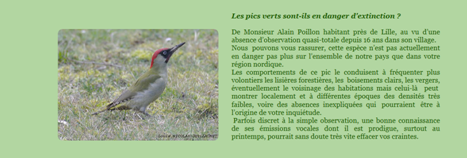 Les pics verts sont-ils en danger d'extinction ?
De Monsieur Alain Poillon habitant près de Lille, au vu d'une
absence d'observation quasi-totale depuis 16 ans dans son village.
Nous pouvons vous rassurer, cette espèce n'est pas actuellement
en danger pas plus sur l'ensemble de notre pays que dans votre
région nordique.
Les comportements de ce pic le conduisent à fréquenter plus
volontiers les lisières forestières, les boisements clairs, les vergers,
éventuellement le voisinage des habitations mais celui-là peut
montrer localement et à différentes époques des densités très
faibles, voire des absences inexpliquées qui pourraient être à
l'origine de votre inquiétude.
Parfois discret à la simple observation, une bonne connaissance
de ses émissions vocales dont il est prodigue, surtout au
printemps, pourrait sans doute très vite effacer vos craintes.